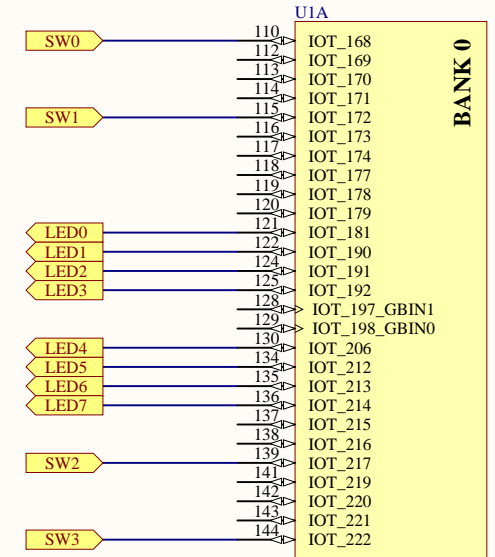 U1A
BANK 0
SW0 110 IOT_168
112 IOT_169
113 IOT_170
114 IOT_171
SW1 115 IOT_172
116 IOT_173
117 IOT_174
118 IOT_177
119 IOT_178
120 IOT_179
LED0 121 IOT_181
LED1 122 IOT_190
LED2 124 IOT_191
LED3 125 IOT_192
128 IOT_197_GBIN1
129 IOT_198_GBIN0
LED4 130 IOT_206
LED5 134 IOT_212
LED6 135 IOT_213
LED7 136 IOT_214
137 IOT_215
138 IOT_216
SW2 139 IOT_217
141 IOT_219
142 IOT_220
143 IOT_221
SW3 144 IOT_222